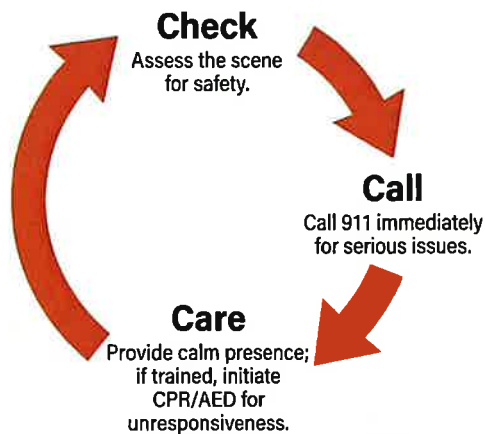 Check
Assess the scene
for safety.
Call
Call 911 immediately
for serious issues.
Care
Provide calm presence;
if trained, initiate
CPR/AED for
unresponsiveness.